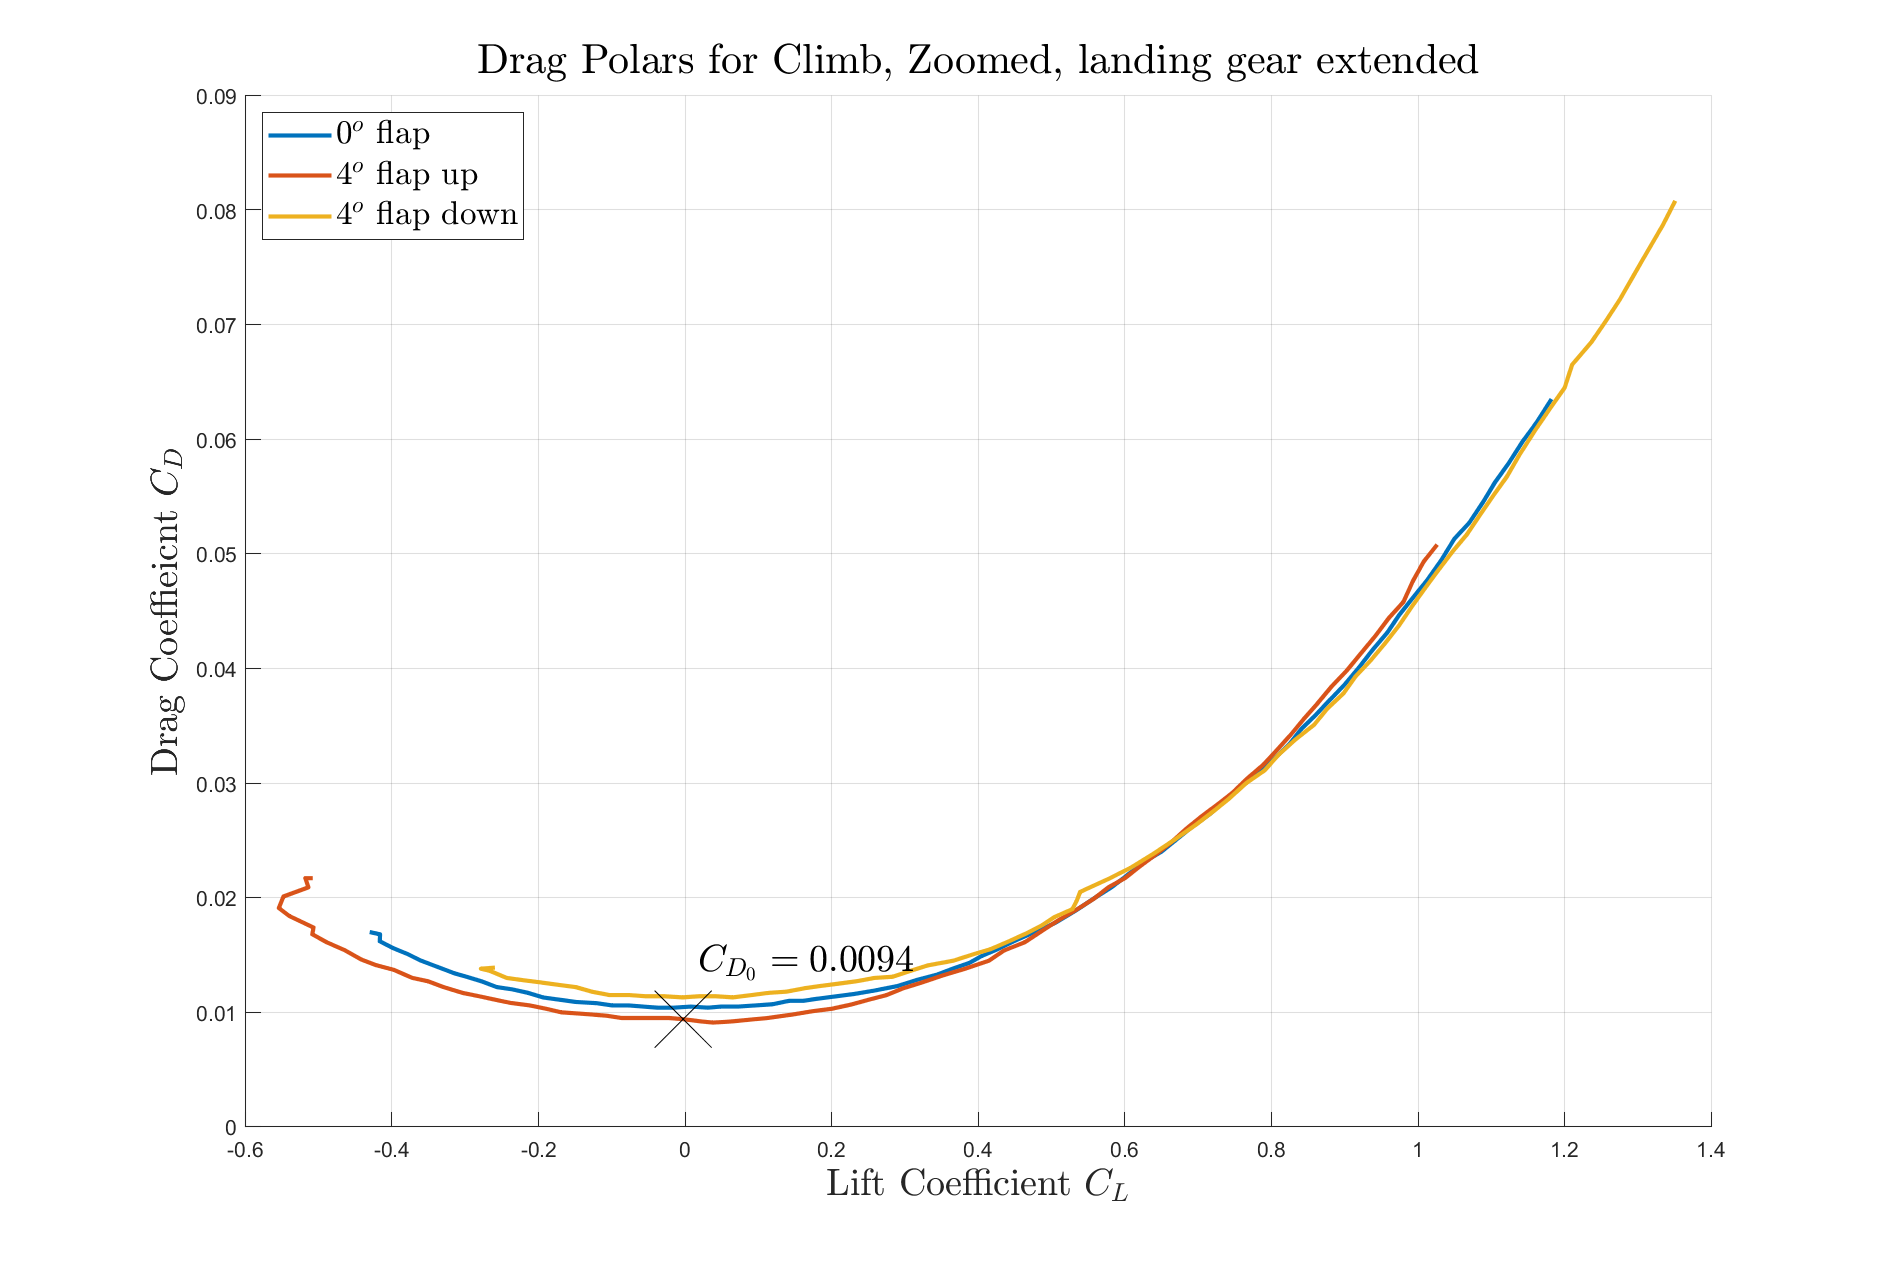 Drag Polars for Climb, Zoomed, landing gear extended
0.09
0° flap
4° flap up
4° flap down
0.08
0.07
0.06
0.05
0.04
0.03
0.02
0.01
0
Drag Coeffieicnt C_D
C_{D_0} = 0.0094
-0.6 -0.4 -0.2 0 0.2 0.4 0.6 0.8 1 1.2 1.4
Lift Coefficient C_L